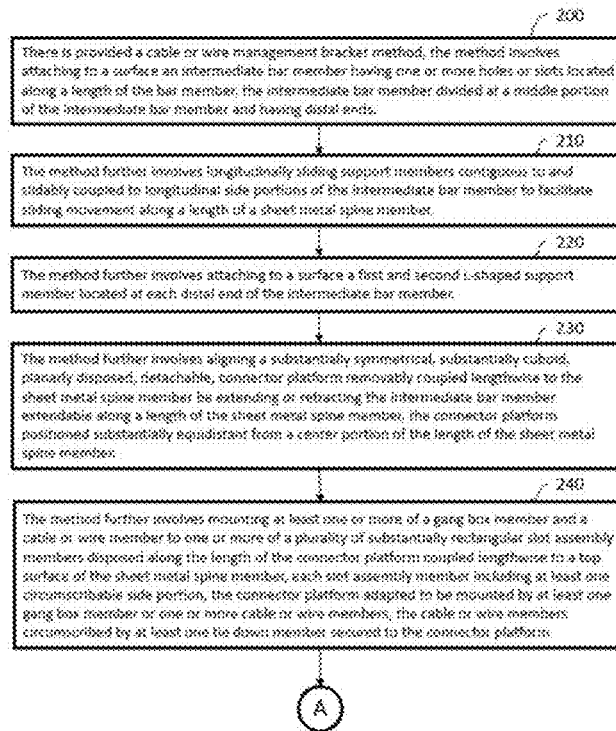 200
There is provided a cable or wire management bracket method, the method involves
attaching to a surface an intermediate bar member having one or more holes or slots located
along a length of the bar member, the intermediate bar member divided at a middle portion
of the intermediate bar member and having distal ends.
210
The method further involves longitudinally sliding support members contiguous to and
slidably coupled to longitudinal side portions of the intermediate bar member to facilitate
sliding movement along a length of a sheet metal spine member.
220
The method further involves attaching to a surface a first and second L-shaped support
member located at each distal end of the intermediate bar member.
230
The method further involves aligning a substantially symmetrical, substantially cuboid,
planarly disposed, detachable, connector platform removably coupled lengthwise to the
sheet metal spine member be extending or retracting the intermediate bar member
extendable along a length of the sheet metal spine member, the connector platform
positioned substantially equidistant from a center portion of the length of the sheet metal
spine member.
240
The method further involves mounting at least one or more of a gang box member and a
cable or wire member to one or more of a plurality of substantially rectangular slot assembly
members disposed along the length of the connector platform coupled lengthwise to a top
surface of the sheet metal spine member, each slot assembly member including at least one
circumscribable side portion, the connector platform adapted to be mounted by at least one
gang box member or one or more cable or wire members, the cable or wire members
circumscribed by at least one tie down member secured to the connector platform
A